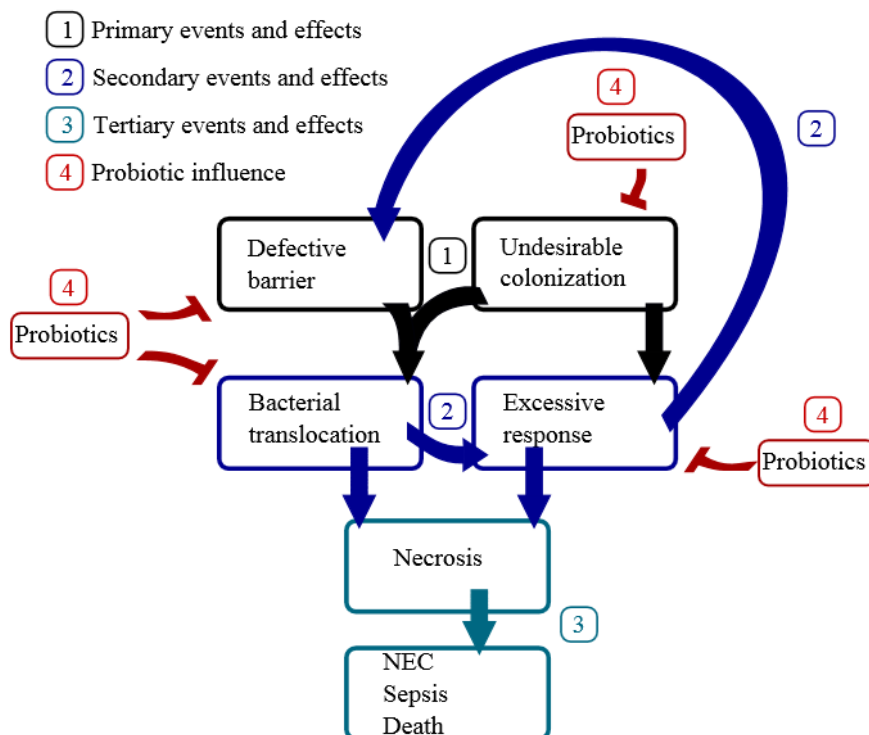 1 Primary events and effects
2 Secondary events and effects
3 Tertiary events and effects
4 Probiotic influence
4
Probiotics
2
Defective
barrier
1
Undesirable
colonization
4
Probiotics
Bacterial
translocation
2
Excessive
response
4
Probiotics
Necrosis
3
NEC
Sepsis
Death